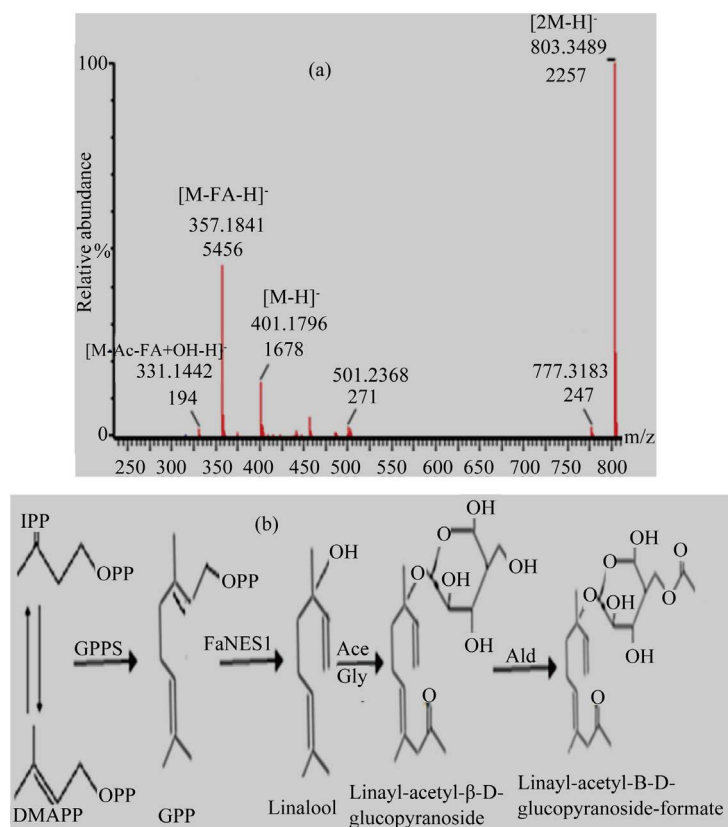 (a)
[2M-H]-
803.3489
2257
100
Relative abundance
%
[M-FA-H]-
357.1841
5456
[M-H]-
401.1796
1678
[M-Ac-FA+OH-H]-
331.1442
194
501.2368
271
777.3183
247
0
m/z
250 300 350 400 450 500 550 600 650 700 750 800
(b)
IPP
OPP
GPPS
OPP
DMAPP
OPP
GPP
FaNES1
OH
Linalool
Ace
Gly
OH
O
OH
O
OH
OH
O
Linayl-acetyl-β-D-
glucopyranoside
Ald
OH
O
O
O
OH
O
OH
OH
O
Linayl-acetyl-B-D-
glucopyranoside-formate